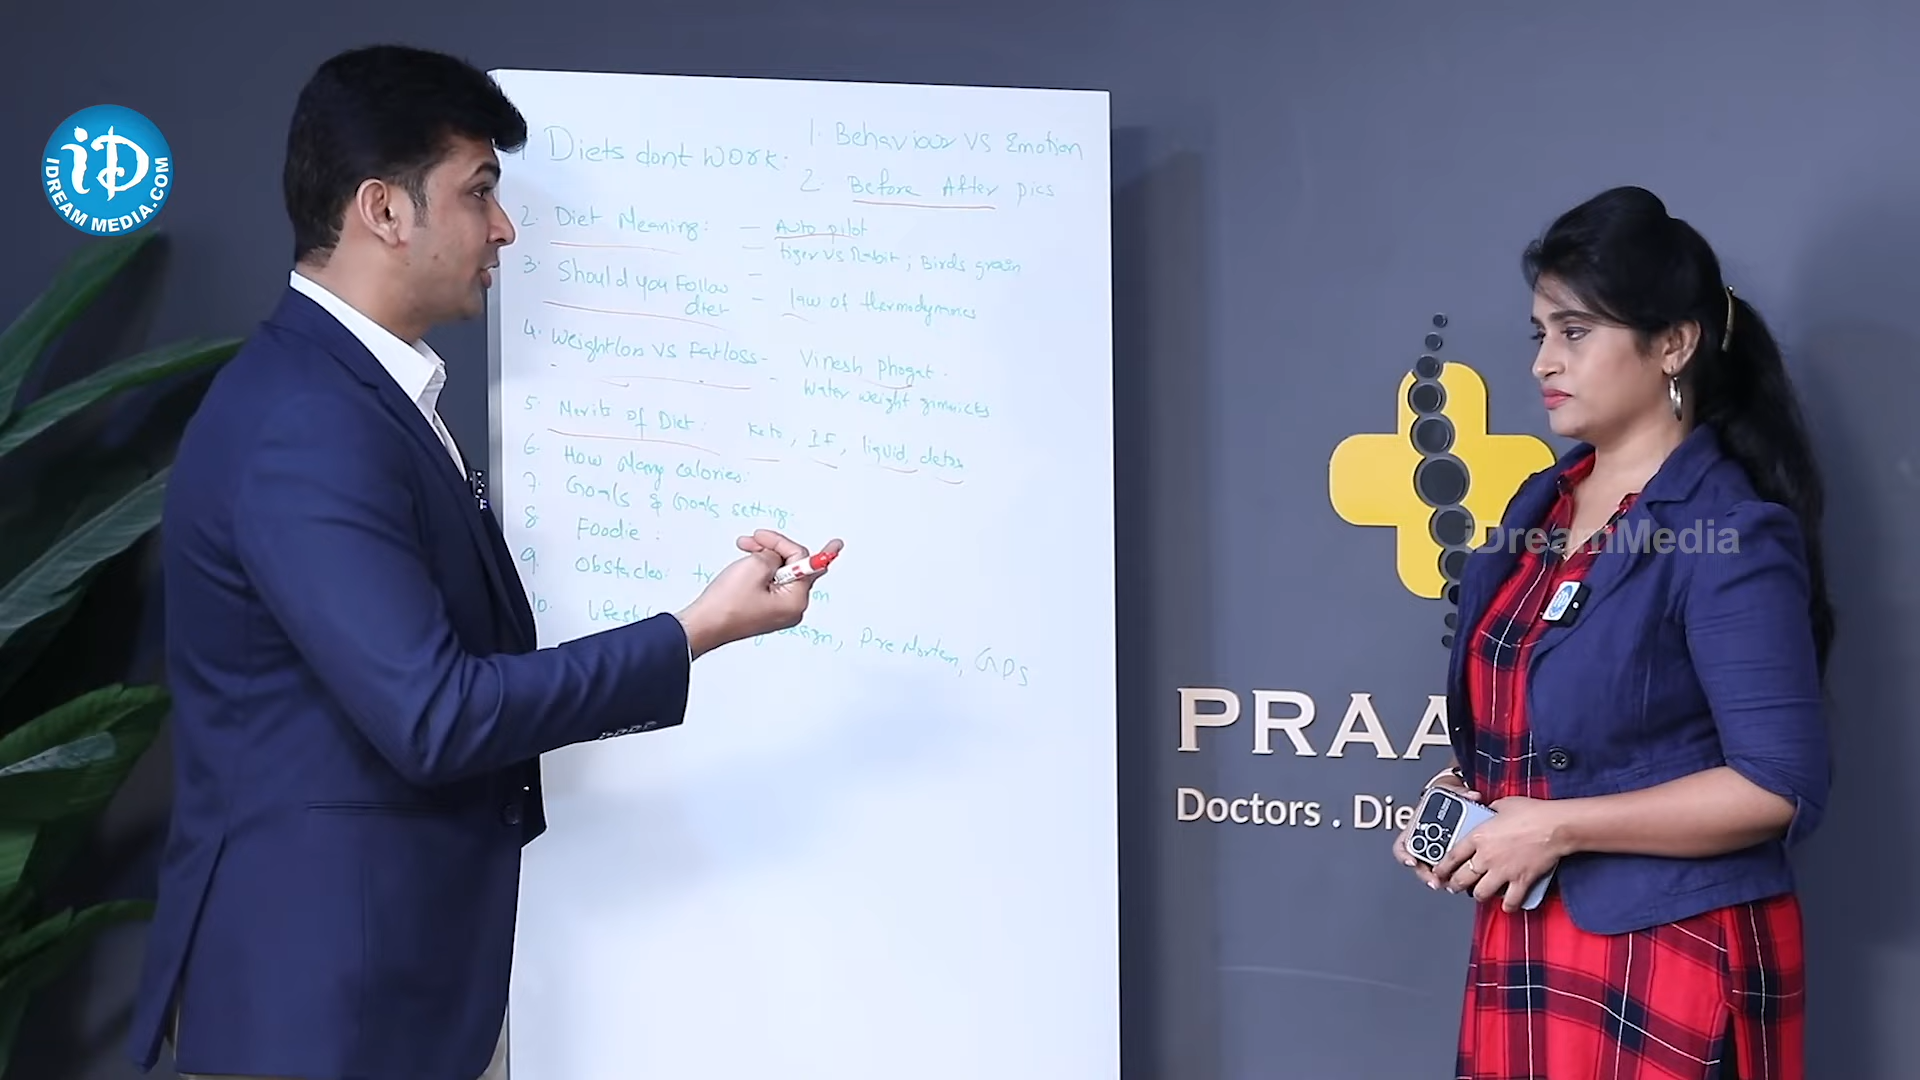 iD
IDREAM MEDIA.COM
Diets dont work.
1. Behaviour VS Emotion
2. Before After pics
2. Diet Meaning: — Auto pilot
— tiger vs Rabit ; Birds grain
3. Should you Follow diet — law of thermodynamics
4. Weightloss VS Fatloss - Vinesh phogat.
- Water weight gimmicks
5. Merits of Diet: Keto, IF, liquid, detox
6. How Many calories:
7. Goals & Goals setting.
8 Foodie :
9. Obstacles: tr
10. Pre Mortem, GPS
iDreamMedia
PRAA
Doctors . Die